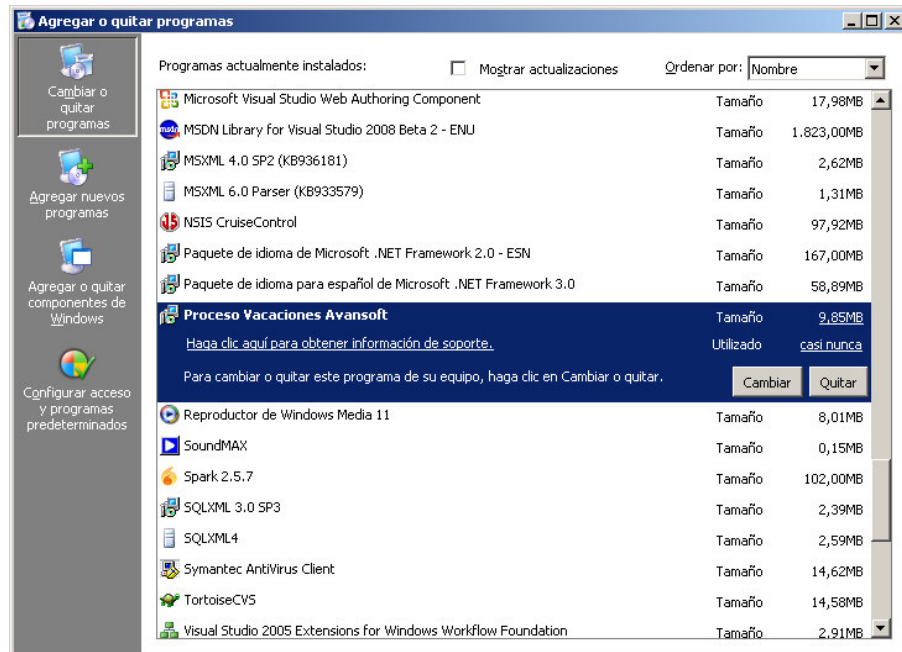 Agregar o quitar programas
Cambiar o
quitar
programas
Agregar nuevos
programas
Agregar o quitar
componentes de
Windows
Configurar acceso
y programas
predeterminados
Programas actualmente instalados:
Mostrar actualizaciones
Ordenar por: Nombre
Microsoft Visual Studio Web Authoring Component Tamaño 17,98MB
MSDN Library for Visual Studio 2008 Beta 2 - ENU Tamaño 1.823,00MB
MSXML 4.0 SP2 (KB936181) Tamaño 2,62MB
MSXML 6.0 Parser (KB933579) Tamaño 1,31MB
NSIS CruiseControl Tamaño 97,92MB
Paquete de idioma de Microsoft .NET Framework 2.0 - ESN Tamaño 167,00MB
Paquete de idioma para español de Microsoft .NET Framework 3.0 Tamaño 58,89MB
Proceso Vacaciones Avansoft Tamaño 9,85MB
Haga clic aquí para obtener información de soporte. Utilizado casi nunca
Para cambiar o quitar este programa de su equipo, haga clic en Cambiar o quitar. Cambiar Quitar
Reproductor de Windows Media 11 Tamaño 8,01MB
SoundMAX Tamaño 0,15MB
Spark 2.5.7 Tamaño 102,00MB
SQLXML 3.0 SP3 Tamaño 2,39MB
SQLXML4 Tamaño 2,59MB
Symantec AntiVirus Client Tamaño 14,62MB
TortoiseCVS Tamaño 14,58MB
Visual Studio 2005 Extensions for Windows Workflow Foundation Tamaño 2,91MB